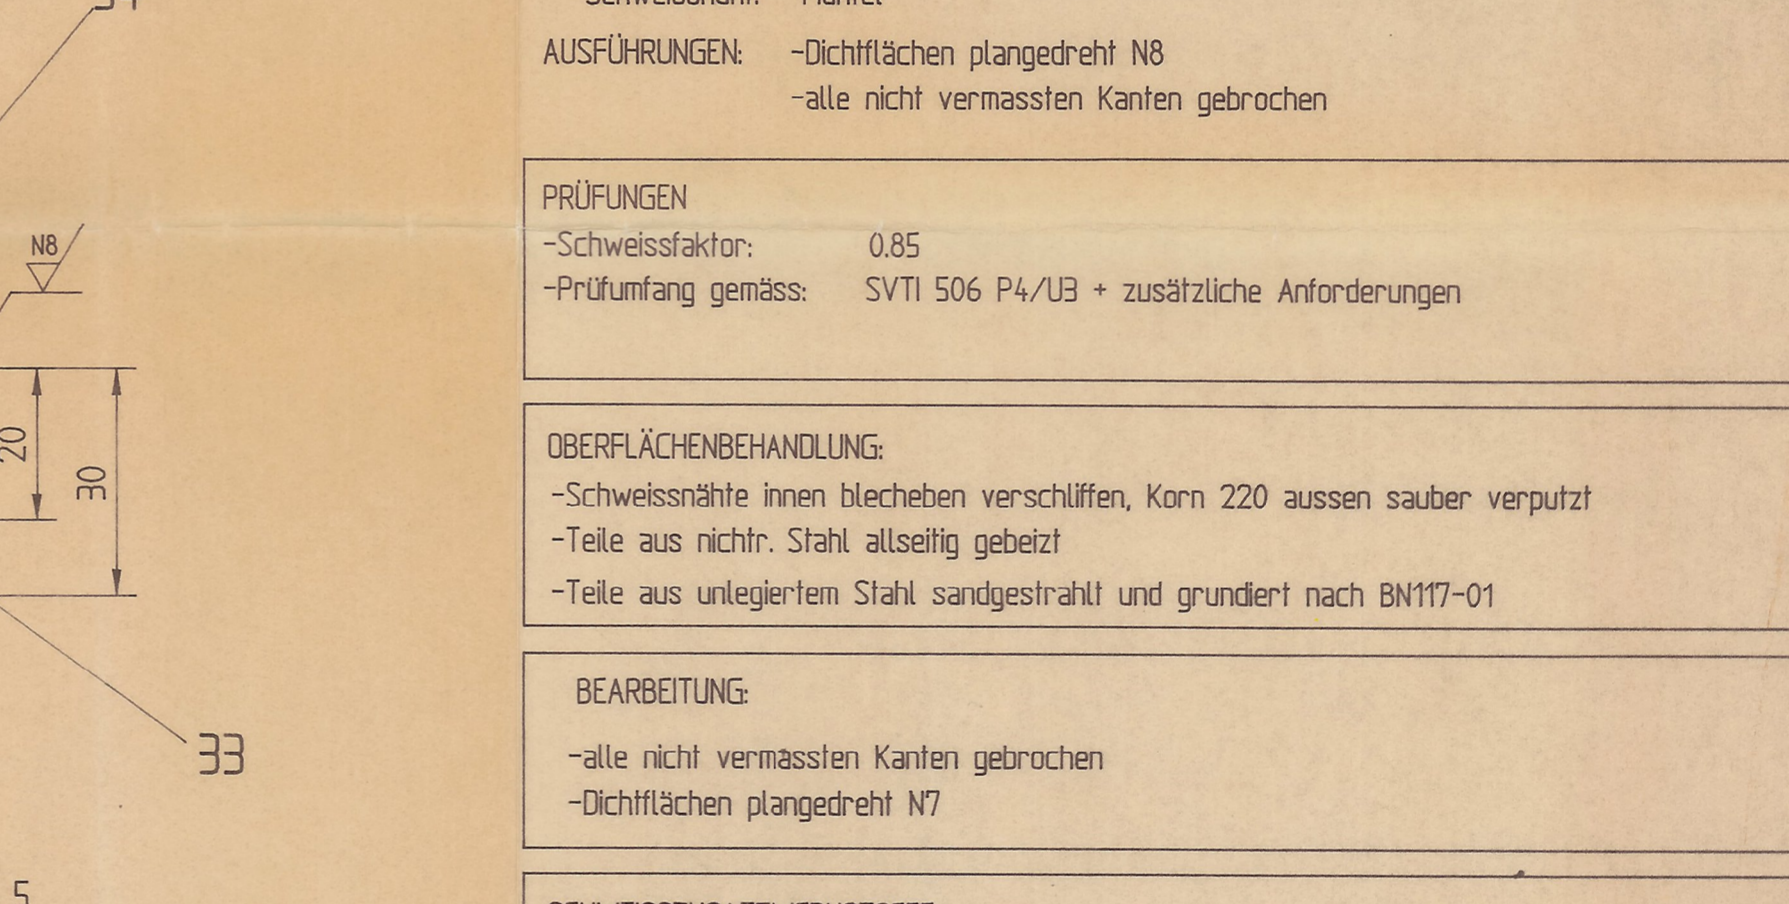 AUSFÜHRUNGEN: -Dichtflächen plangedreht N8
-alle nicht vermassten Kanten gebrochen
PRÜFUNGEN
-Schweissfaktor: 0.85
-Prüfumfang gemäss: SVTI 506 P4/U3 + zusätzliche Anforderungen
N8
OBERFLÄCHENBEHANDLUNG:
-Schweissnähte innen blecheben verschliffen, Korn 220 aussen sauber verputzt
-Teile aus nichtr. Stahl allseitig gebeizt
-Teile aus unlegiertem Stahl sandgestrahlt und grundiert nach BN117-01
20
30
BEARBEITUNG:
-alle nicht vermassten Kanten gebrochen
-Dichtflächen plangedreht N7
33
5